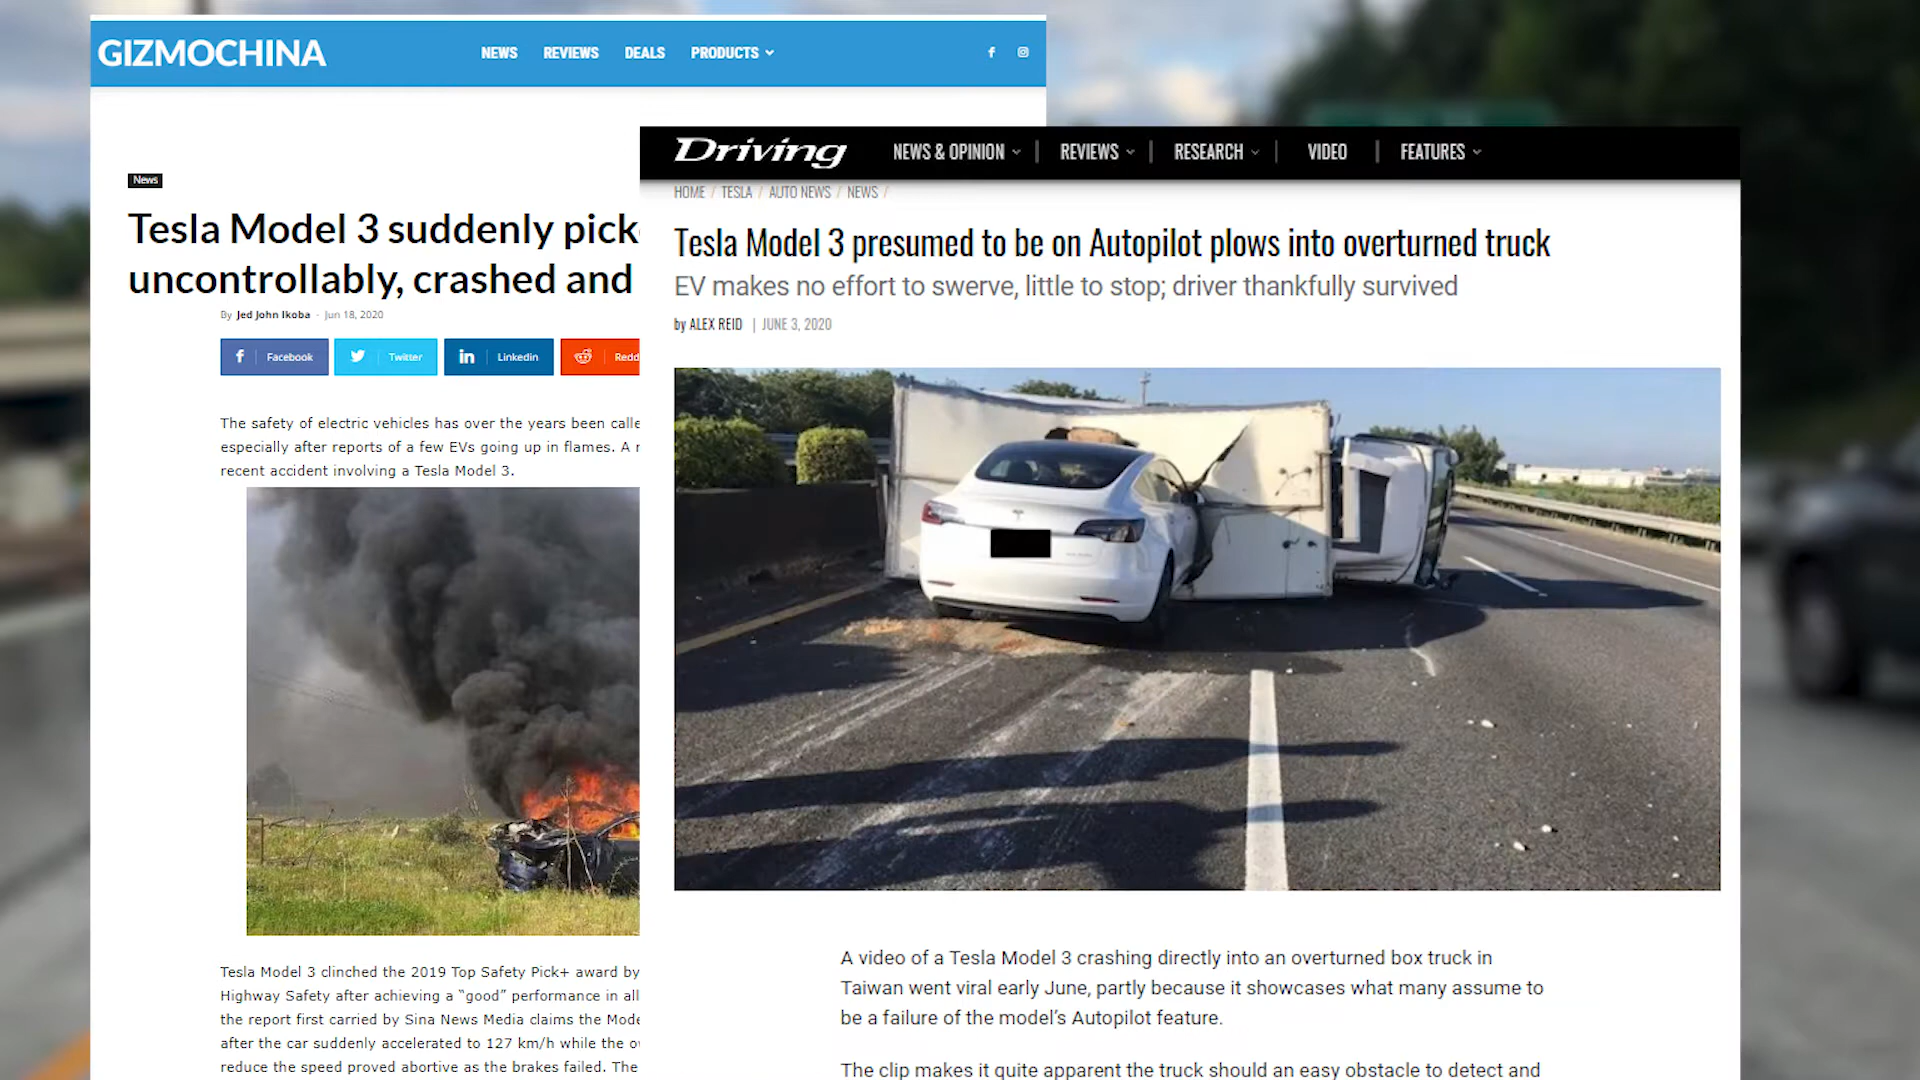 GIZMOCHINA
NEWS REVIEWS DEALS PRODUCTS
News
Tesla Model 3 suddenly pick
uncontrollably, crashed and
By Jed John Ikoba - Jun 18, 2020
Facebook Twitter Linkedin Redd
The safety of electric vehicles has over the years been calle
especially after reports of a few EVs going up in flames. A r
recent accident involving a Tesla Model 3.
Tesla Model 3 clinched the 2019 Top Safety Pick+ award by
Highway Safety after achieving a “good” performance in all
the report first carried by Sina News Media claims the Mode
after the car suddenly accelerated to 127 km/h while the o
reduce the speed proved abortive as the brakes failed. The
Driving
NEWS & OPINION | REVIEWS | RESEARCH | VIDEO | FEATURES
HOME / TESLA / AUTO NEWS / NEWS /
Tesla Model 3 presumed to be on Autopilot plows into overturned truck
EV makes no effort to swerve, little to stop; driver thankfully survived
by ALEX REID | JUNE 3, 2020
A video of a Tesla Model 3 crashing directly into an overturned box truck in
Taiwan went viral early June, partly because it showcases what many assume to
be a failure of the model’s Autopilot feature.
The clip makes it quite apparent the truck should an easy obstacle to detect and